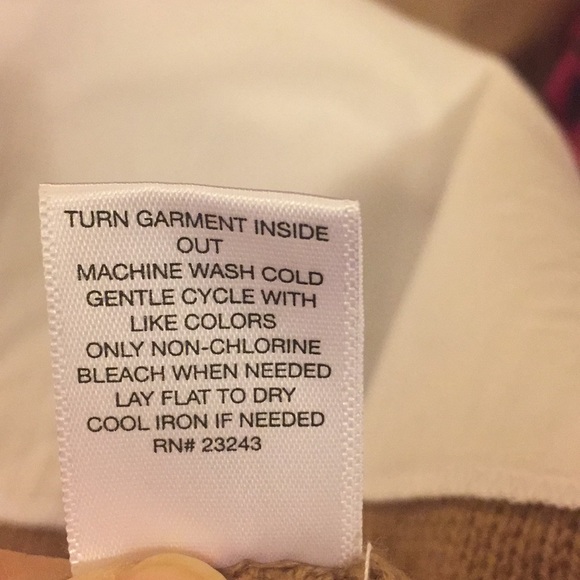 TURN GARMENT INSIDE
OUT
MACHINE WASH COLD
GENTLE CYCLE WITH
LIKE COLORS
ONLY NON-CHLORINE
BLEACH WHEN NEEDED
LAY FLAT TO DRY
COOL IRON IF NEEDED
RN# 23243